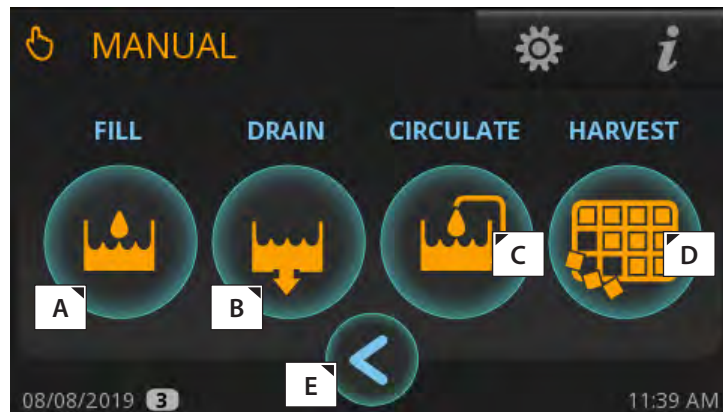 MANUAL i
FILL DRAIN CIRCULATE HARVEST
A B C D
E <
08/08/2019 3 11:39 AM